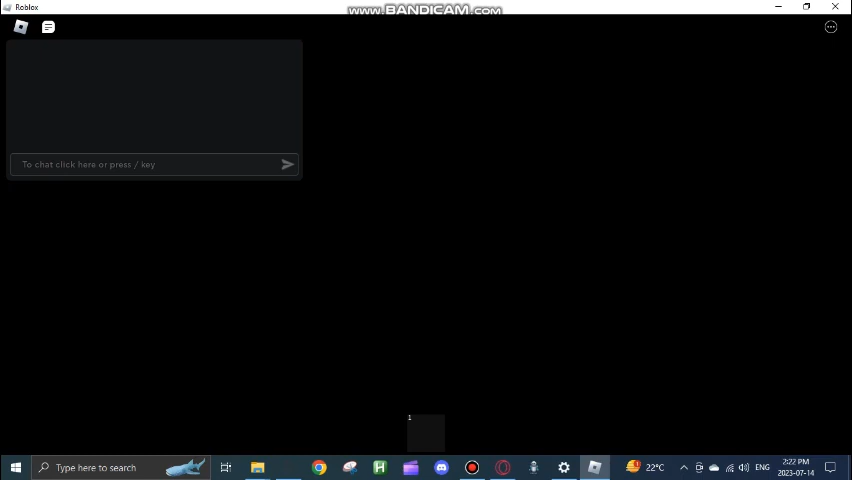 Roblox
www.BANDICAM.com
To chat click here or press / key
1
Type here to search
22°C
ENG
2:22 PM
2023-07-14